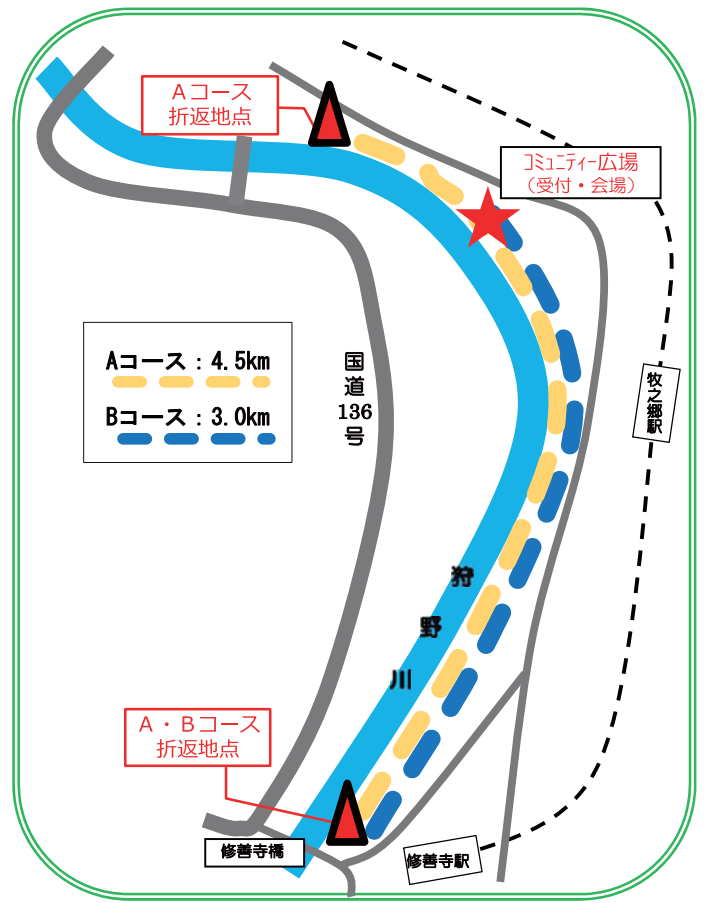 Aコース
折返地点
コミュニティー広場
(受付・会場)
Aコース:4.5km
Bコース:3.0km
国
道
136
号
牧之郷駅
狩
野
川
A・Bコース
折返地点
修善寺橋
修善寺駅